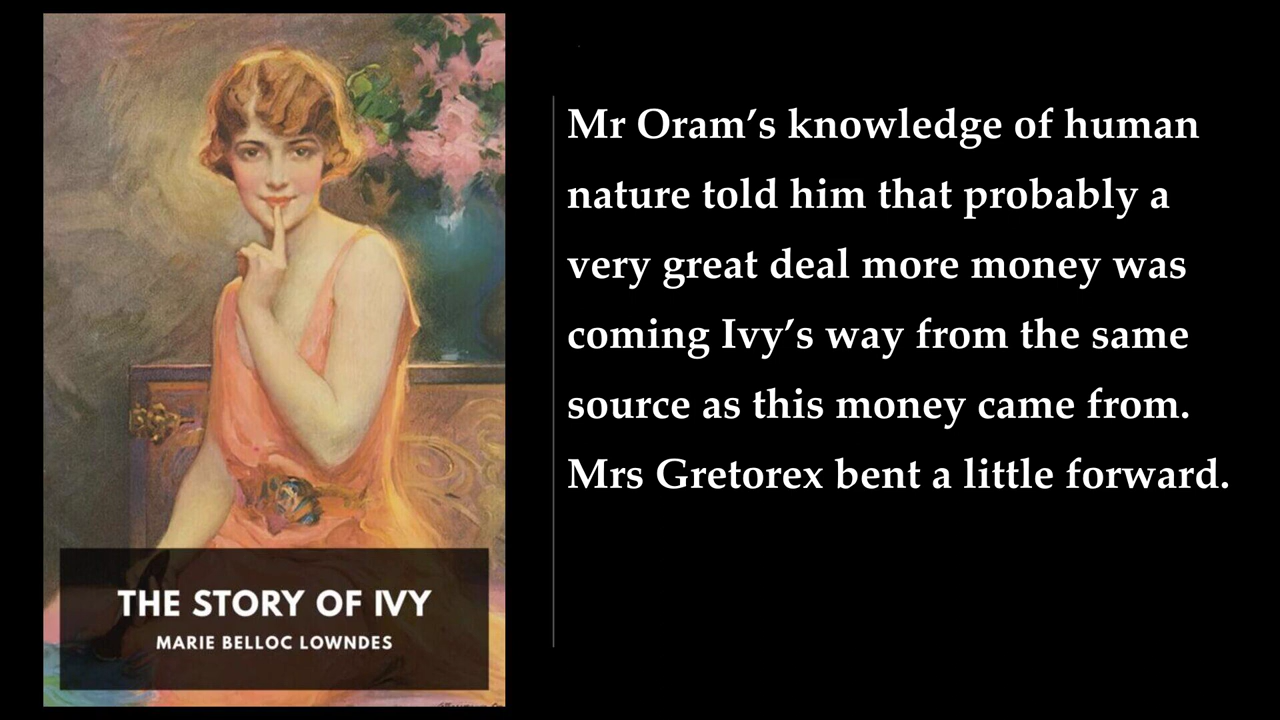 THE STORY OF IVY
MARIE BELLOC LOWNDES
Mr Oram’s knowledge of human
nature told him that probably a
very great deal more money was
coming Ivy’s way from the same
source as this money came from.
Mrs Gretorex bent a little forward.